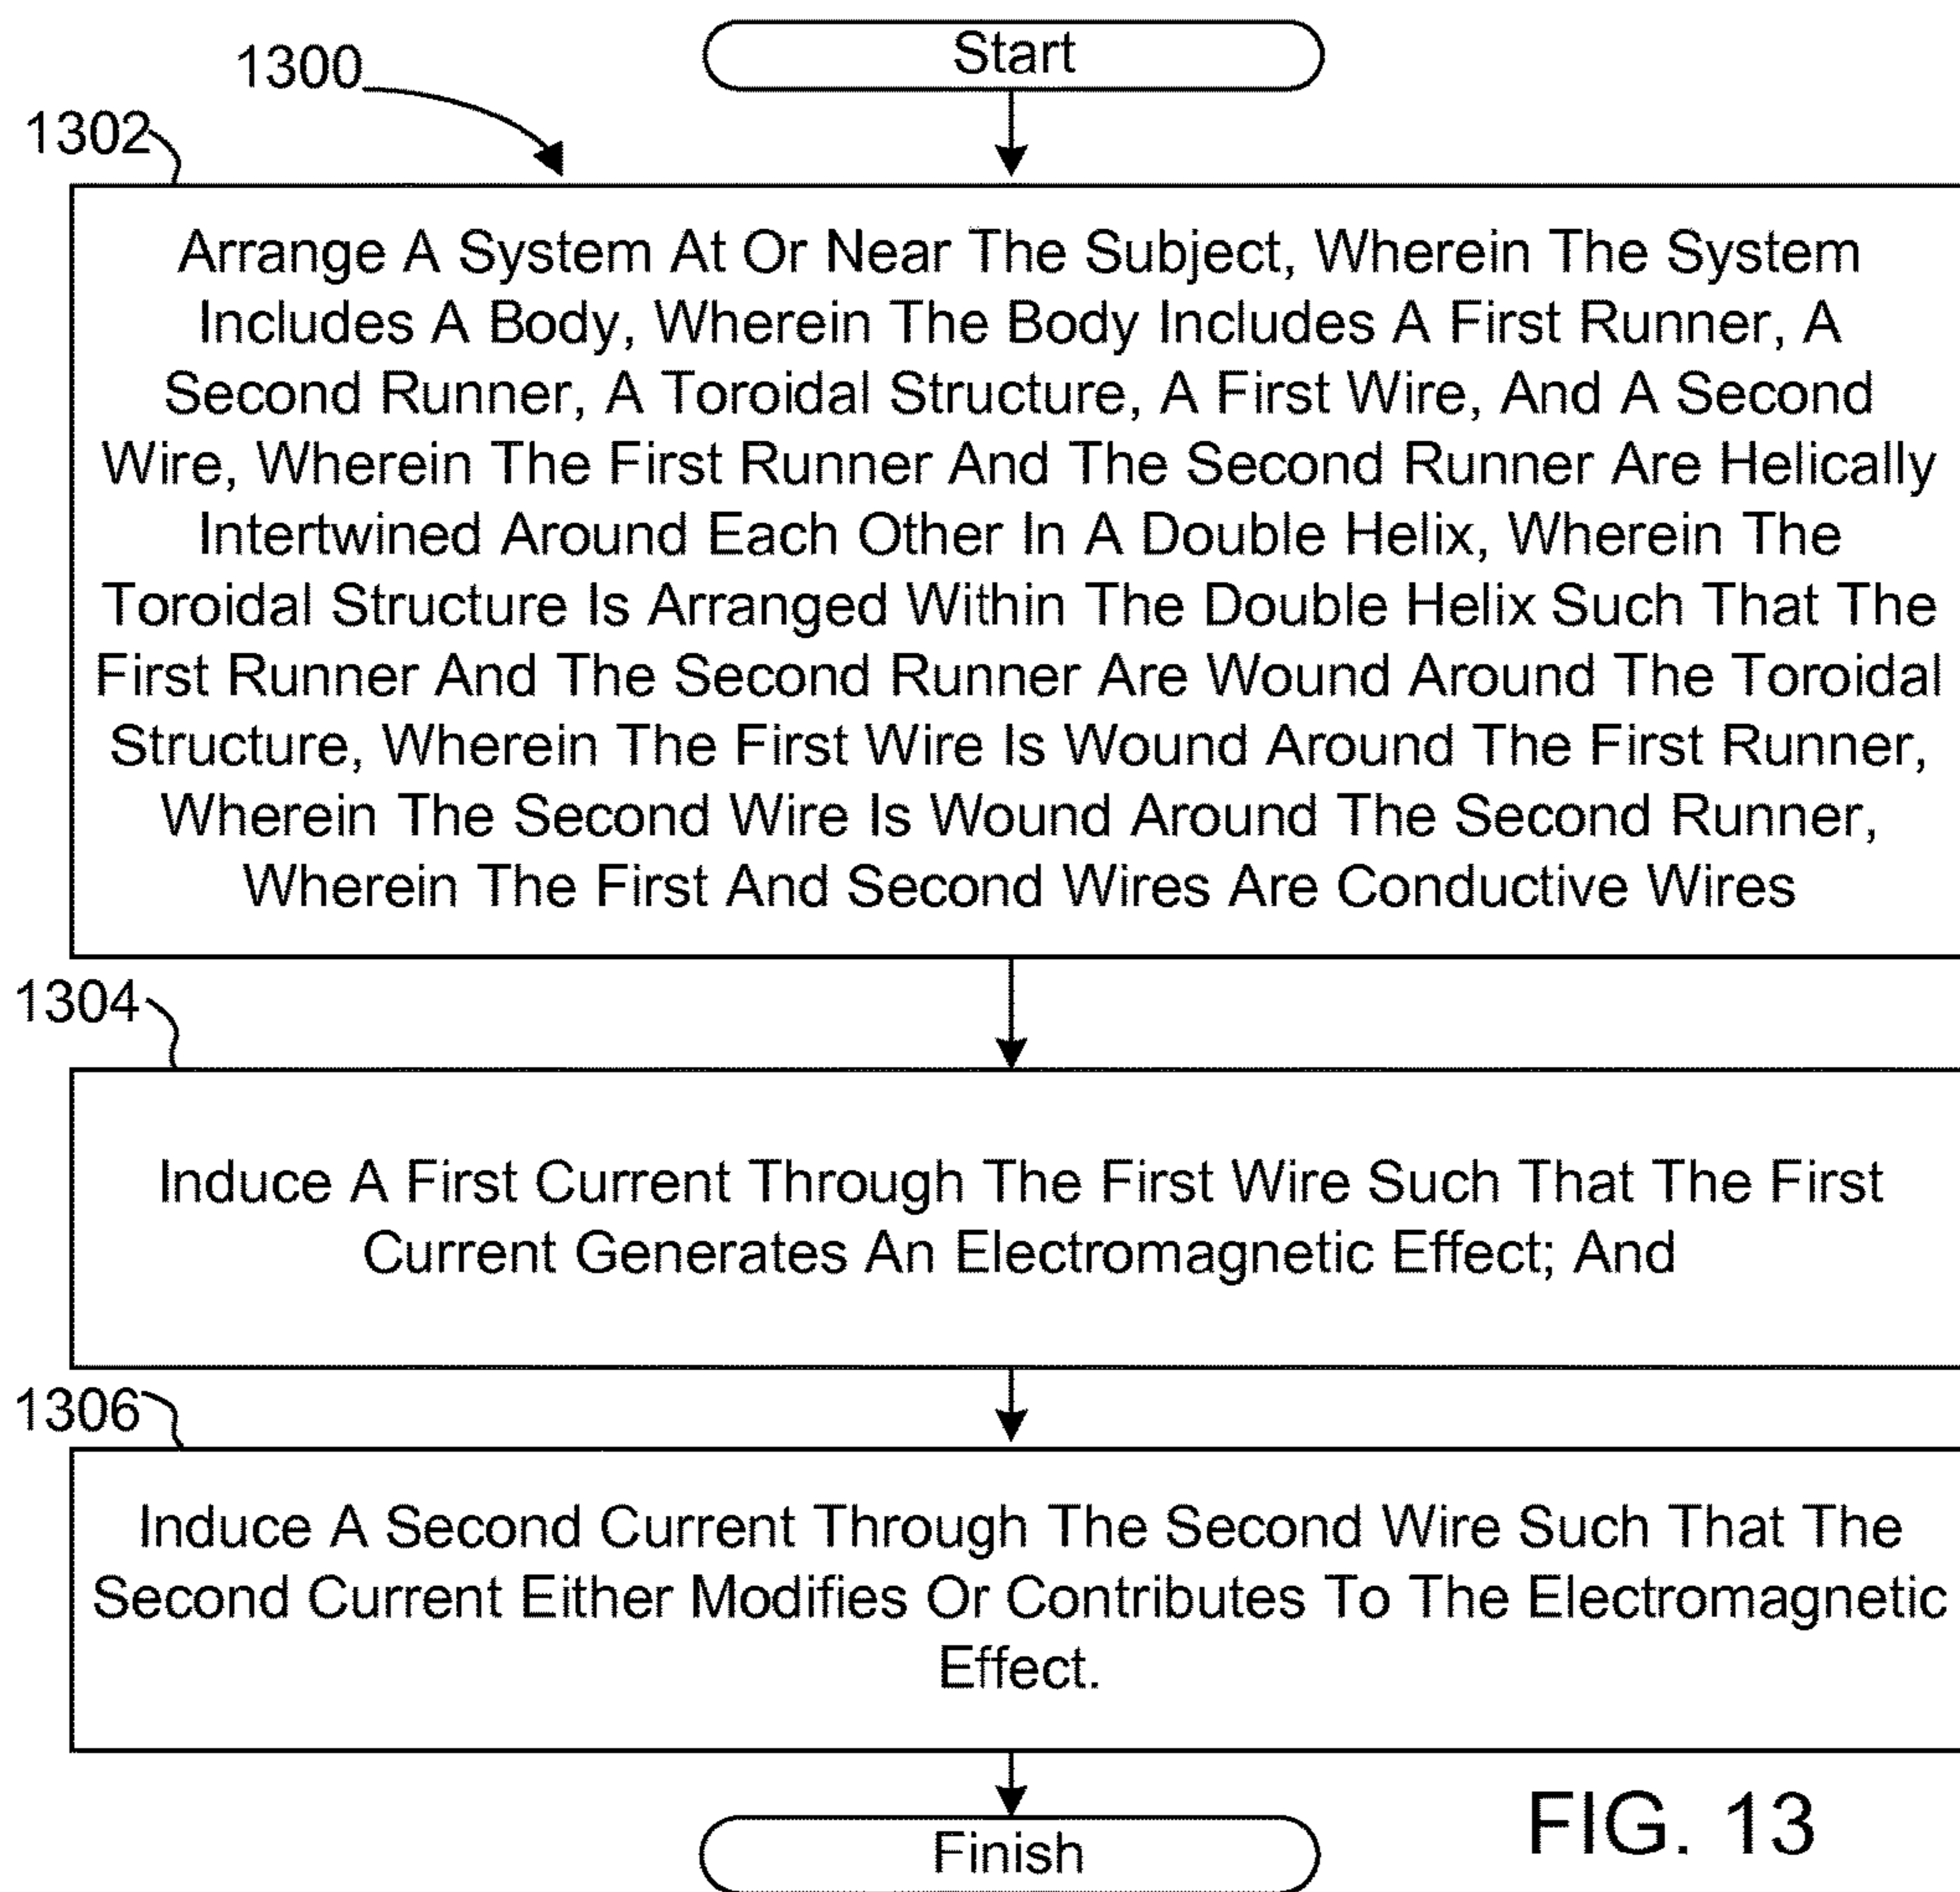 Start
1300
1302
Arrange A System At Or Near The Subject, Wherein The System
Includes A Body, Wherein The Body Includes A First Runner, A
Second Runner, A Toroidal Structure, A First Wire, And A Second
Wire, Wherein The First Runner And The Second Runner Are Helically
Intertwined Around Each Other In A Double Helix, Wherein The
Toroidal Structure Is Arranged Within The Double Helix Such That The
First Runner And The Second Runner Are Wound Around The Toroidal
Structure, Wherein The First Wire Is Wound Around The First Runner,
Wherein The Second Wire Is Wound Around The Second Runner,
Wherein The First And Second Wires Are Conductive Wires
1304
Induce A First Current Through The First Wire Such That The First
Current Generates An Electromagnetic Effect; And
1306
Induce A Second Current Through The Second Wire Such That The
Second Current Either Modifies Or Contributes To The Electromagnetic
Effect.
Finish
FIG. 13